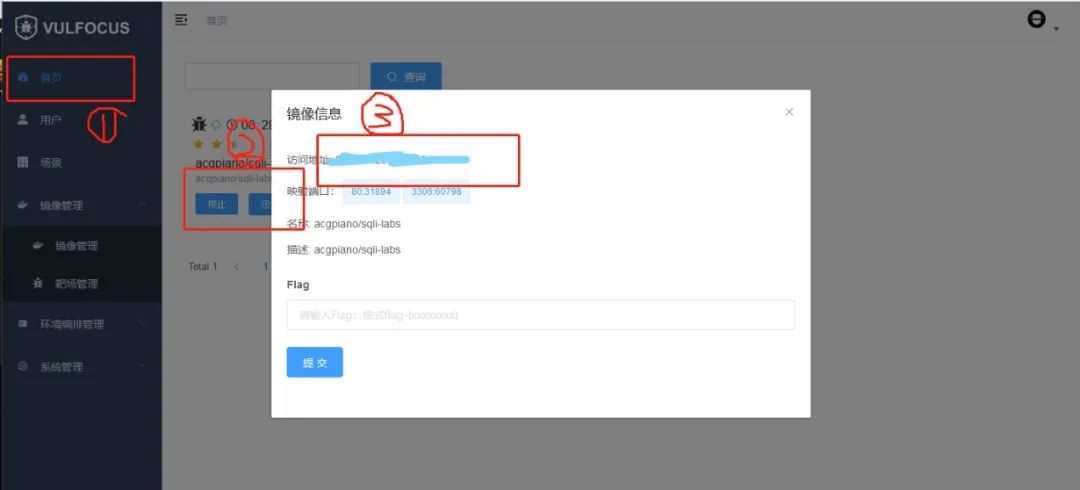 VULFOCUS
首页
首页
①
用户
场景
镜像管理
镜像管理
靶场管理
环境编排管理
系统管理
查询
00:29
②
acgpiano/sqli-
acgpiano/sqli-labs
停止
Total 1
1
镜像信息
③
访问地址:
映射端口：
80:31894
3306:60798
名称: acgpiano/sqli-labs
描述: acgpiano/sqli-labs
Flag
请输入Flag：格式flag-{xxxxxxxx}
提 交